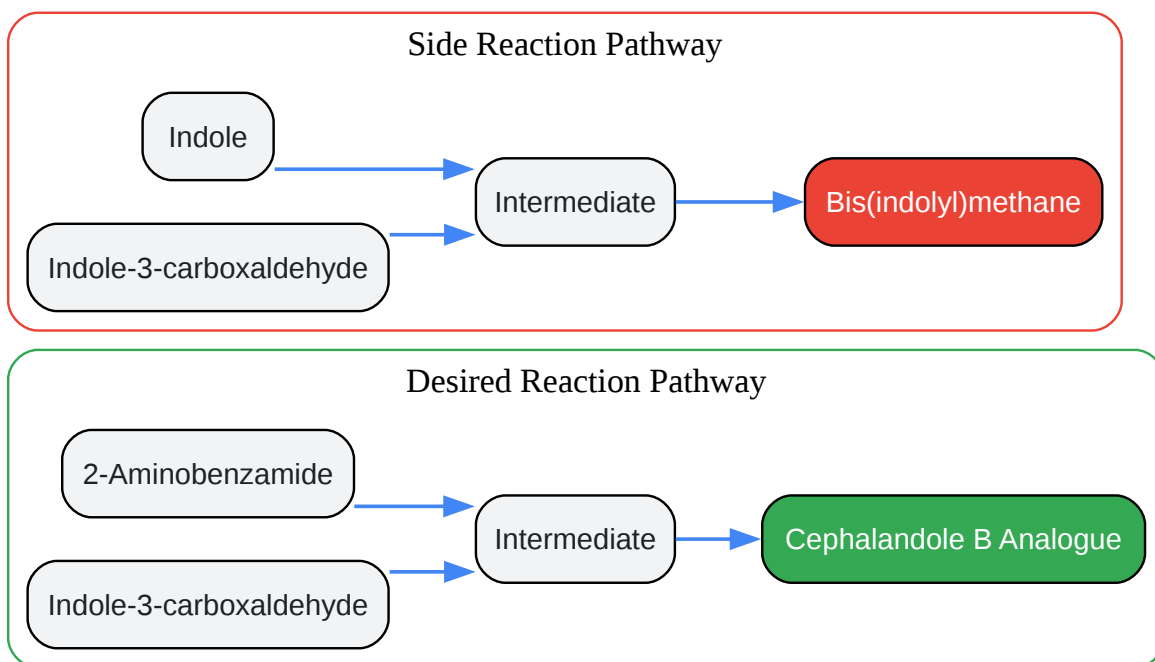 Side Reaction Pathway
Indole
Indole-3-carboxaldehyde
Intermediate
Bis(indolyl)methane
Desired Reaction Pathway
2-Aminobenzamide
Indole-3-carboxaldehyde
Intermediate
Cephalandole B Analogue